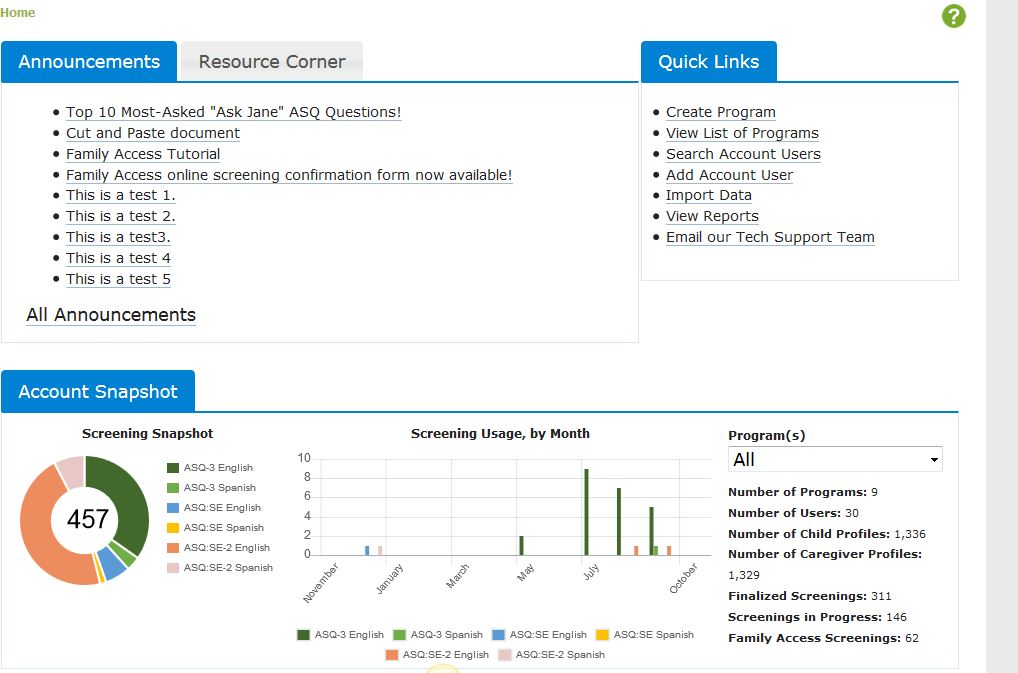 Home
?
Announcements
Resource Corner
Quick Links
Top 10 Most-Asked "Ask Jane" ASQ Questions!
Cut and Paste document
Family Access Tutorial
Family Access online screening confirmation form now available!
This is a test 1.
This is a test 2.
This is a test3.
This is a test 4
This is a test 5
All Announcements
Create Program
View List of Programs
Search Account Users
Add Account User
Import Data
View Reports
Email our Tech Support Team
Account Snapshot
Screening Snapshot
457
ASQ-3 English
ASQ-3 Spanish
ASQ:SE English
ASQ:SE Spanish
ASQ:SE-2 English
ASQ:SE-2 Spanish
Screening Usage, by Month
10
8
6
4
2
0
November
January
March
May
July
October
ASQ-3 English ASQ-3 Spanish ASQ:SE English ASQ:SE Spanish
ASQ:SE-2 English ASQ:SE-2 Spanish
Program(s)
All
Number of Programs: 9
Number of Users: 30
Number of Child Profiles: 1,336
Number of Caregiver Profiles:
1,329
Finalized Screenings: 311
Screenings in Progress: 146
Family Access Screenings: 62